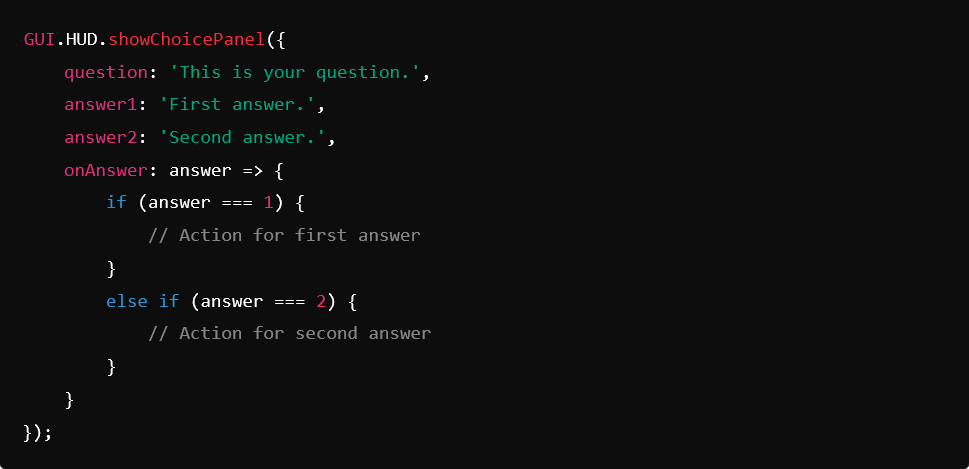 GUI.HUD.showChoicePanel({
    question: 'This is your question.',
    answer1: 'First answer.',
    answer2: 'Second answer.',
    onAnswer: answer => {
        if (answer === 1) {
            // Action for first answer
        }
        else if (answer === 2) {
            // Action for second answer
        }
    }
});